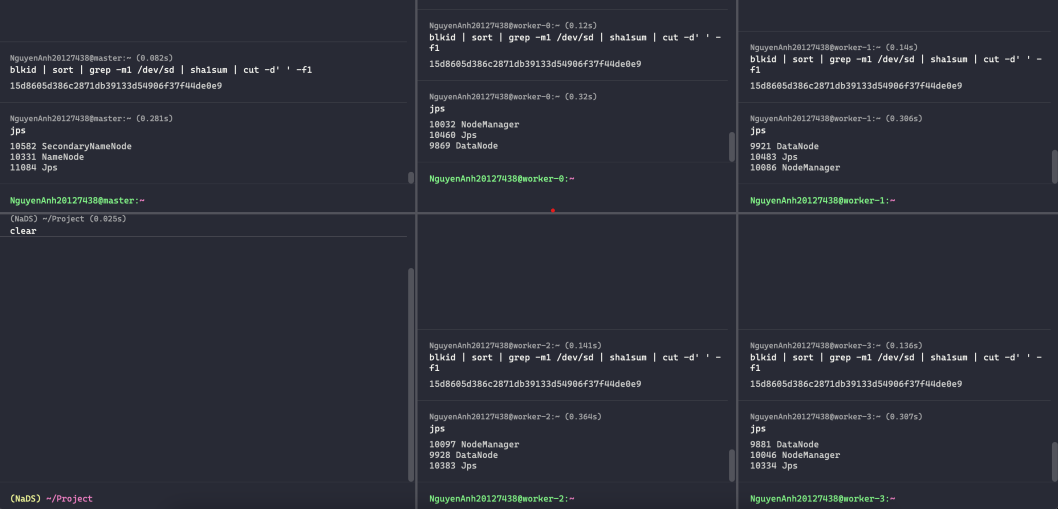 NguyenAnh20127438@master:~ (0.082s)
blkid | sort | grep -m1 /dev/sd | sha1sum | cut -d' ' -f1
15d8605d386c2871db39133d54906f37f44de0e9
NguyenAnh20127438@master:~ (0.281s)
jps
10582 SecondaryNameNode
10331 NameNode
11084 Jps
NguyenAnh20127438@master:~
NguyenAnh20127438@worker-0:~ (0.12s)
blkid | sort | grep -m1 /dev/sd | sha1sum | cut -d' ' -
f1
15d8605d386c2871db39133d54906f37f44de0e9
NguyenAnh20127438@worker-0:~ (0.32s)
jps
10032 NodeManager
10460 Jps
9869 DataNode
NguyenAnh20127438@worker-0:~
NguyenAnh20127438@worker-1:~ (0.14s)
blkid | sort | grep -m1 /dev/sd | sha1sum | cut -d' ' -
f1
15d8605d386c2871db39133d54906f37f44de0e9
NguyenAnh20127438@worker-1:~ (0.306s)
jps
9921 DataNode
10483 Jps
10086 NodeManager
NguyenAnh20127438@worker-1:~
(NaDS) ~/Project (0.025s)
clear
(NaDS) ~/Project
NguyenAnh20127438@worker-2:~ (0.141s)
blkid | sort | grep -m1 /dev/sd | sha1sum | cut -d' ' -
f1
15d8605d386c2871db39133d54906f37f44de0e9
NguyenAnh20127438@worker-2:~ (0.364s)
jps
10097 NodeManager
9928 DataNode
10383 Jps
NguyenAnh20127438@worker-2:~
NguyenAnh20127438@worker-3:~ (0.136s)
blkid | sort | grep -m1 /dev/sd | sha1sum | cut -d' ' -
f1
15d8605d386c2871db39133d54906f37f44de0e9
NguyenAnh20127438@worker-3:~ (0.307s)
jps
9881 DataNode
10046 NodeManager
10334 Jps
NguyenAnh20127438@worker-3:~